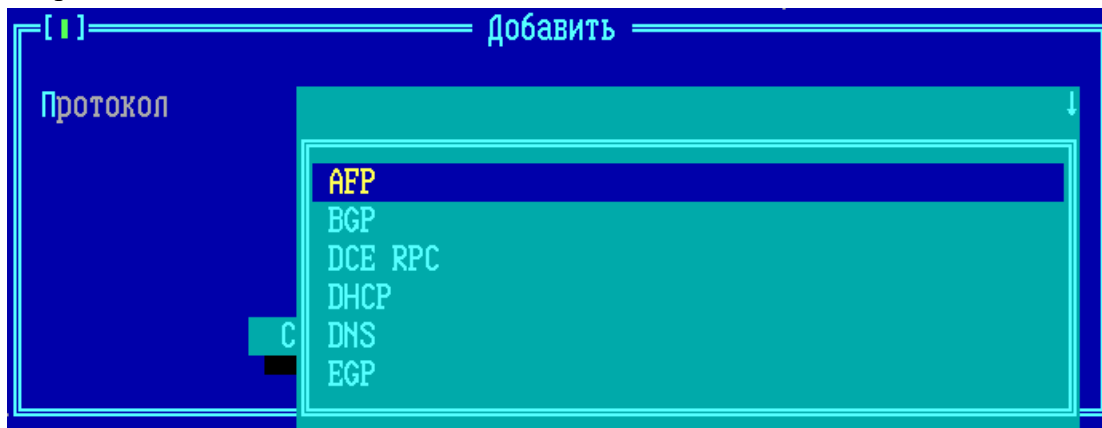 [▮] Добавить
Протокол ↓
AFP
BGP
DCE RPC
DHCP
С DNS
EGP